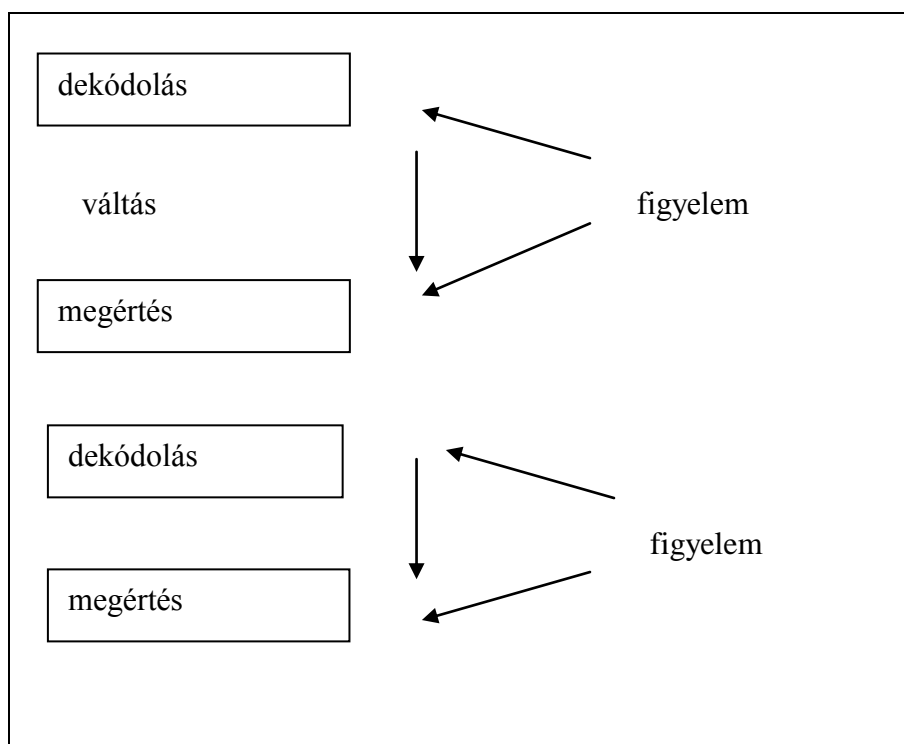 dekódolás
váltás
figyelem
megértés
dekódolás
figyelem
megértés